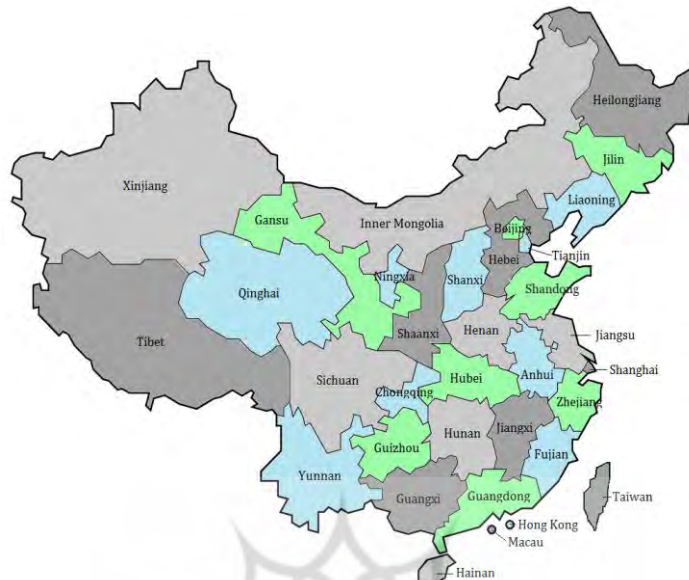 Heilongjiang
Jilin
Xinjiang
Liaoning
Gansu
Inner Mongolia
Beijing
Tianjin
Hebei
Ningxia
Shanxi
Qinghai
Shandong
Shaanxi
Henan
Jiangsu
Tibet
Shanghai
Sichuan
Anhui
Hubei
Chongqing
Zhejiang
Jiangxi
Hunan
Guizhou
Fujian
Yunnan
Guangxi
Guangdong
Taiwan
Hong Kong
Macau
Hainan